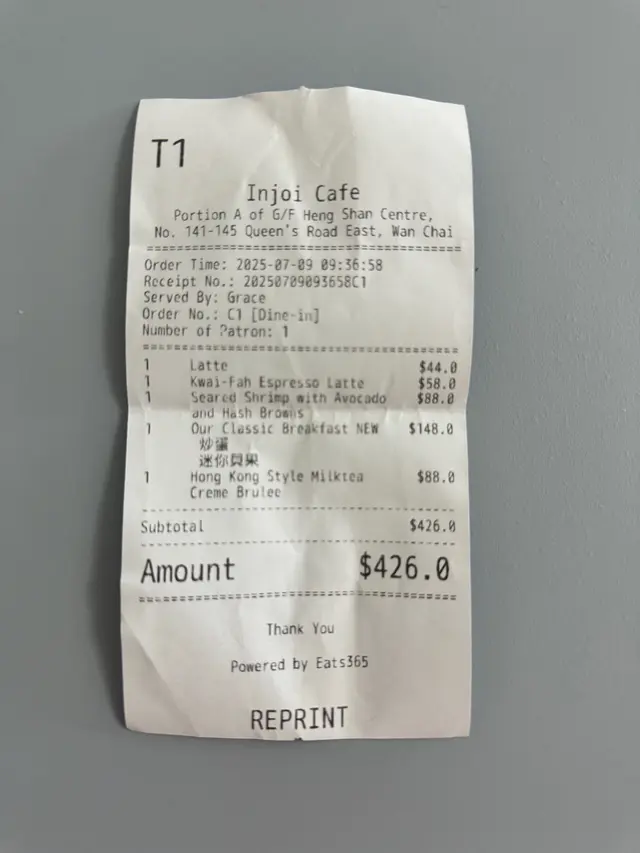 T1
Injoi Cafe
Portion A of G/F Heng Shan Centre,
No. 141-145 Queen's Road East, Wan Chai
Order Time: 2025-07-09 09:36:58
Receipt No.: 20250709093658C1
Served By: Grace
Order No.: C1 [Dine-in]
Number of Patron: 1
1 Latte $44.0
1 Kwai-Fah Espresso Latte $58.0
1 Seared Shrimp with Avocado $88.0
and Hash Browns
1 Our Classic Breakfast NEW $148.0
炒蛋
迷你貝果
1 Hong Kong Style Milktea $88.0
Creme Brulee
Subtotal $426.0
Amount $426.0
Thank You
Powered by Eats365
REPRINT